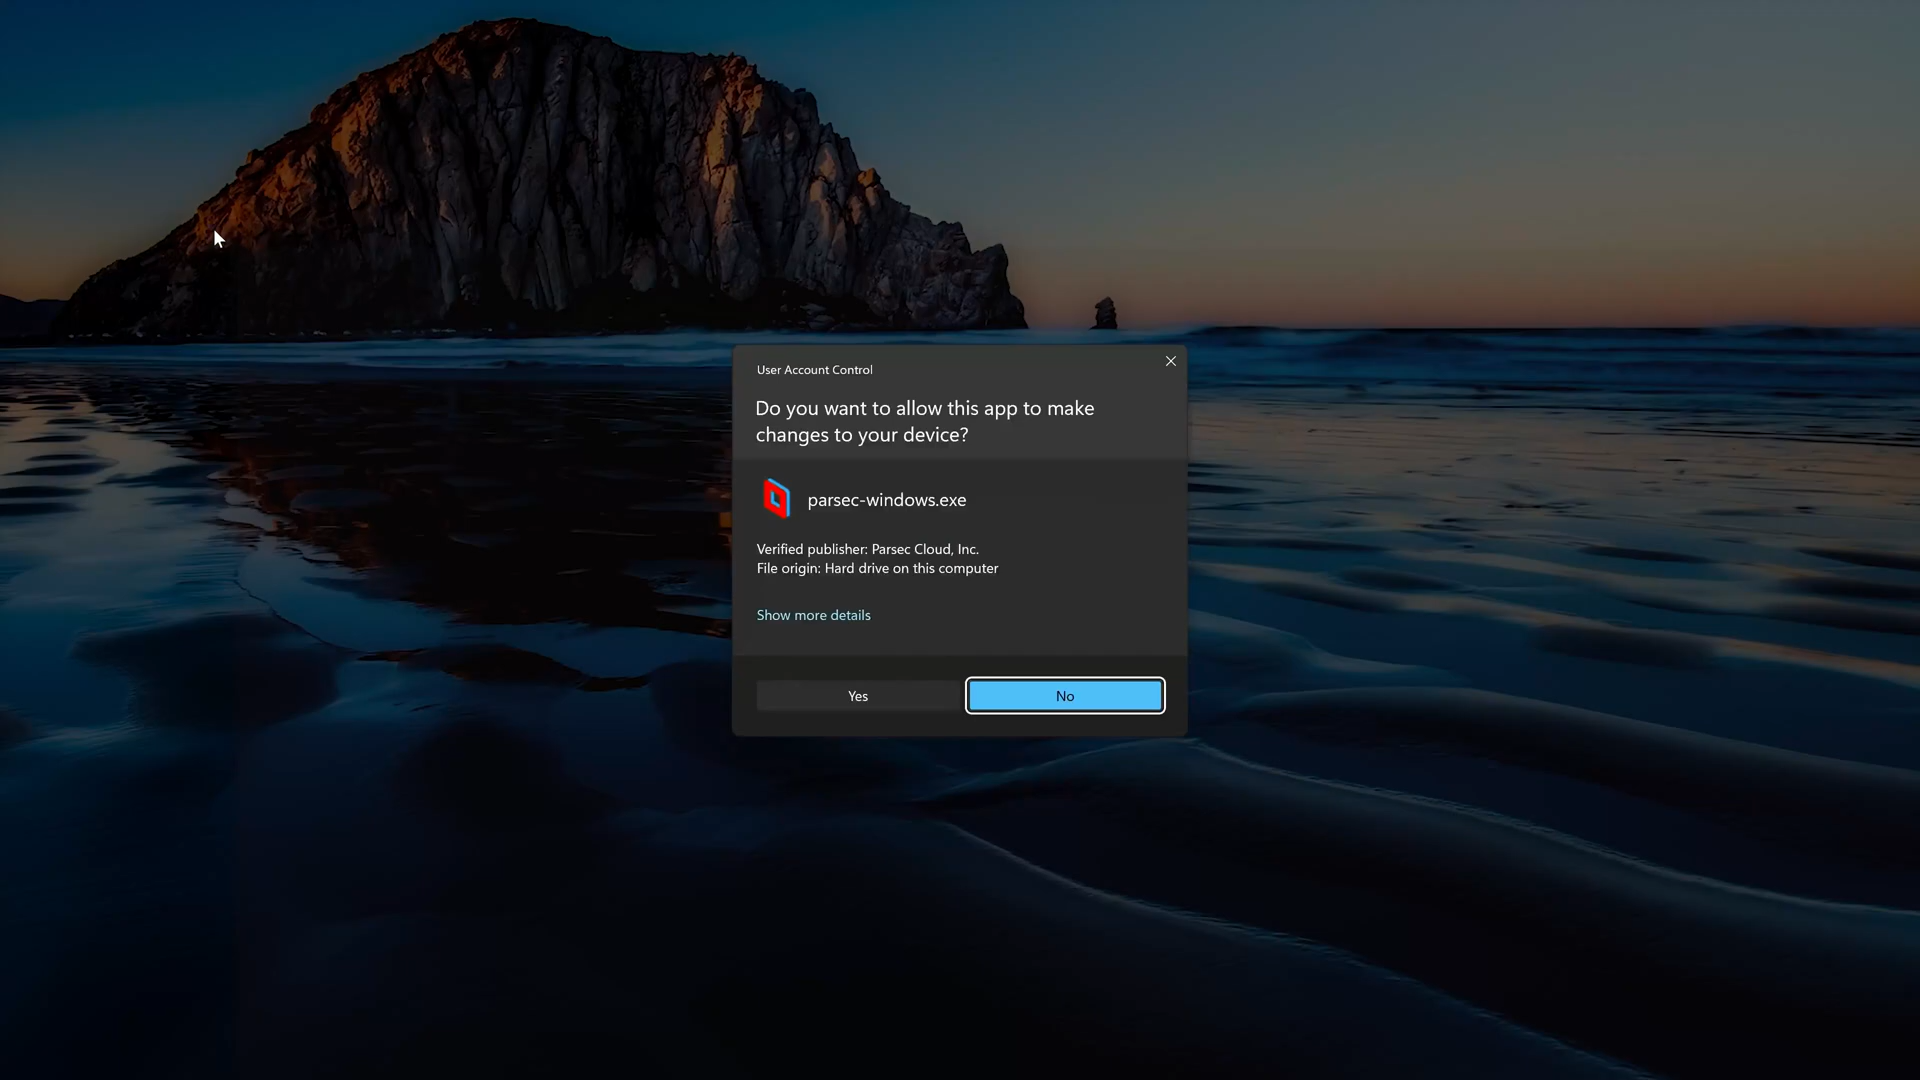 User Account Control
Do you want to allow this app to make
changes to your device?
parsec-windows.exe
Verified publisher: Parsec Cloud, Inc.
File origin: Hard drive on this computer
Show more details
Yes
No